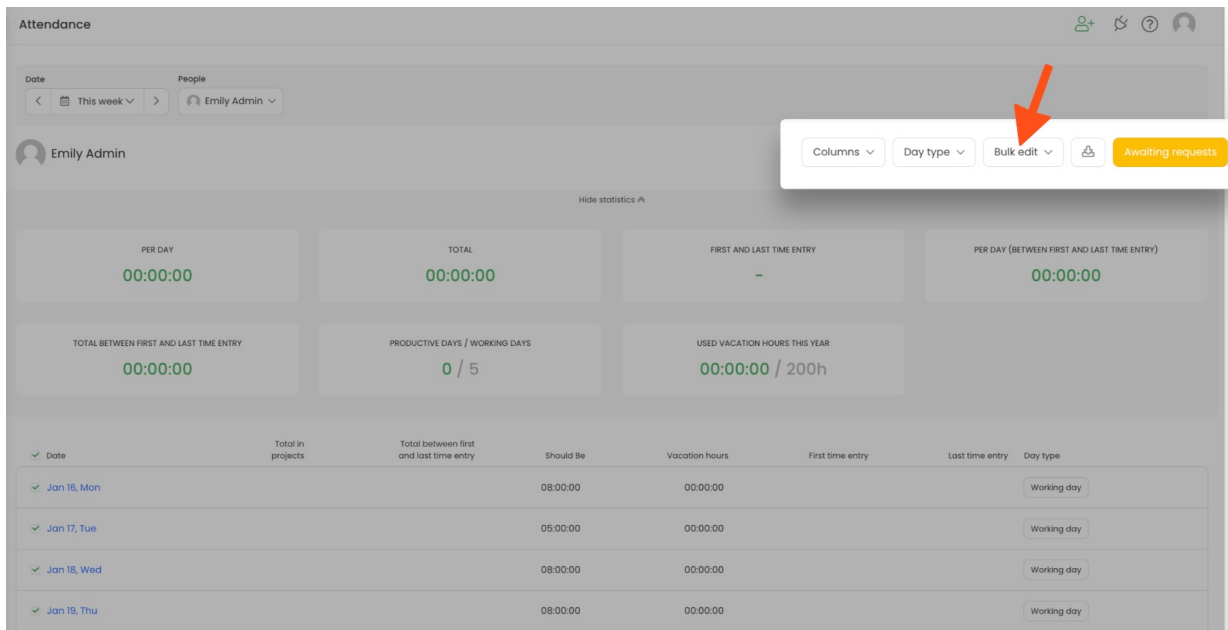 Attendance
Date
People
This week
Emily Admin
Emily Admin
Columns
Day type
Bulk edit
Awaiting requests
Hide statistics
PER DAY
00:00:00
TOTAL
00:00:00
FIRST AND LAST TIME ENTRY
-
PER DAY (BETWEEN FIRST AND LAST TIME ENTRY)
00:00:00
TOTAL BETWEEN FIRST AND LAST TIME ENTRY
00:00:00
PRODUCTIVE DAYS / WORKING DAYS
0 / 5
USED VACATION HOURS THIS YEAR
00:00:00 / 200h
Date
Total in
projects
Total between first
and last time entry
Should Be
Vacation hours
First time entry
Last time entry
Day type
Jan 16, Mon 08:00:00 00:00:00 Working day
Jan 17, Tue 05:00:00 00:00:00 Working day
Jan 18, Wed 08:00:00 00:00:00 Working day
Jan 19, Thu 08:00:00 00:00:00 Working day